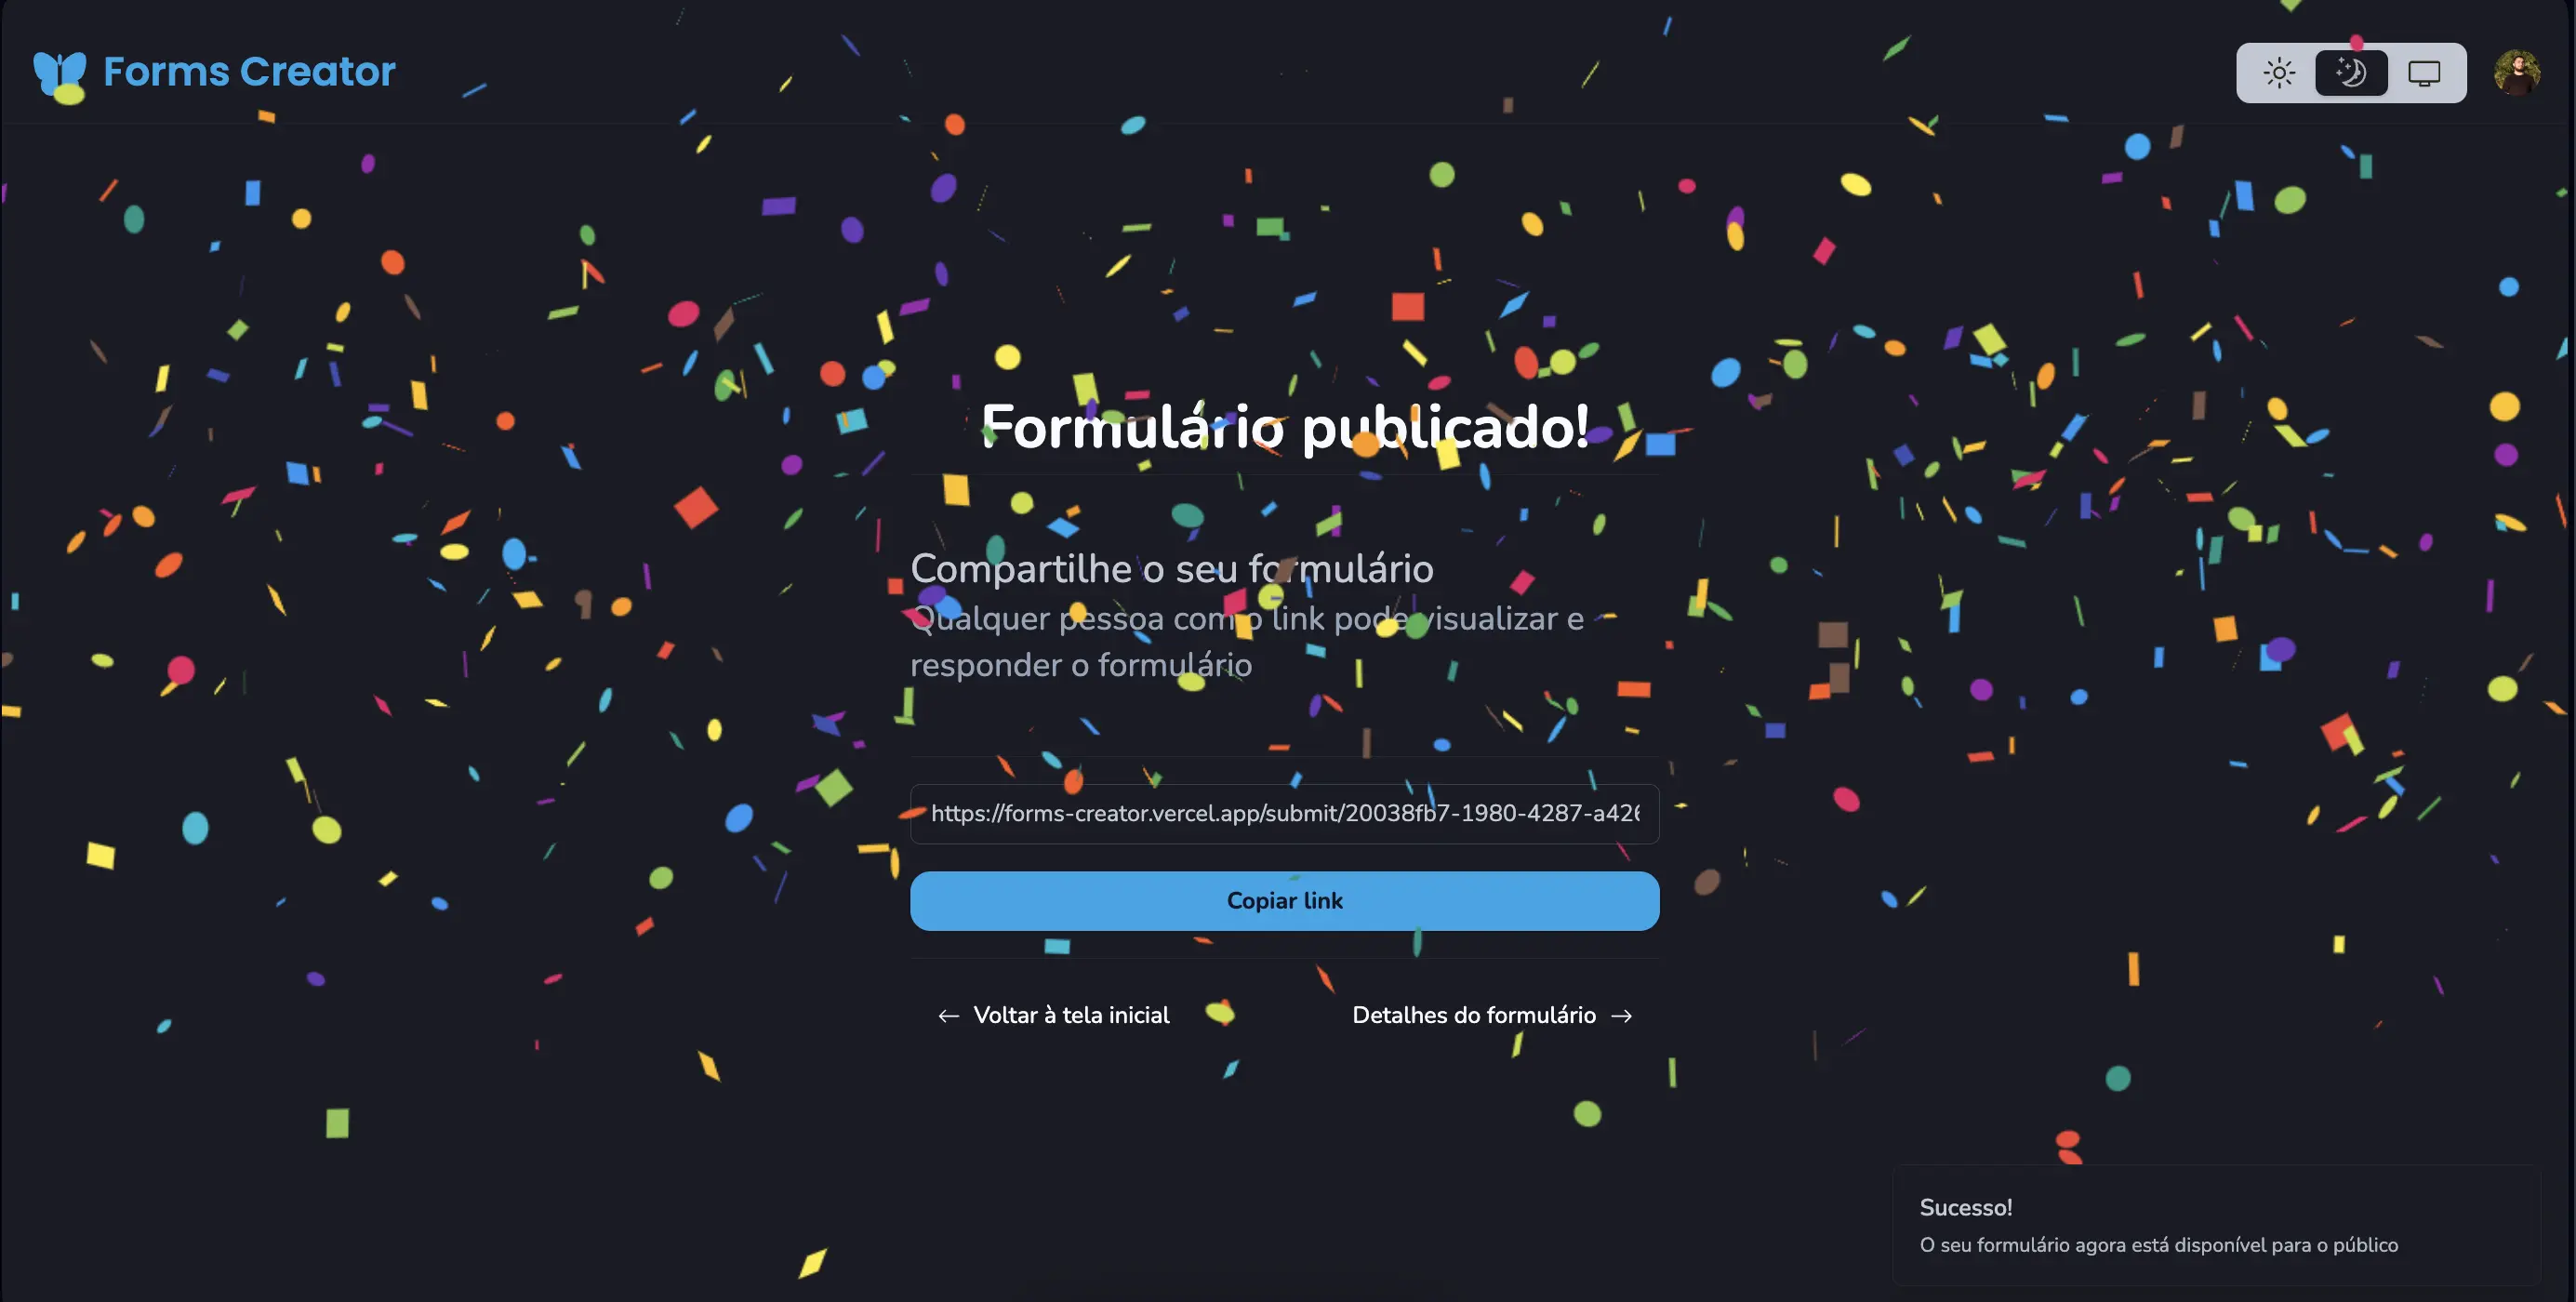 Forms Creator
Formulário publicado!
Compartilhe o seu formulário
Qualquer pessoa com o link pode visualizar e
responder o formulário
https://forms-creator.vercel.app/submit/20038fb7-1980-4287-a426
Copiar link
← Voltar à tela inicial
Detalhes do formulário →
Sucesso!
O seu formulário agora está disponível para o público